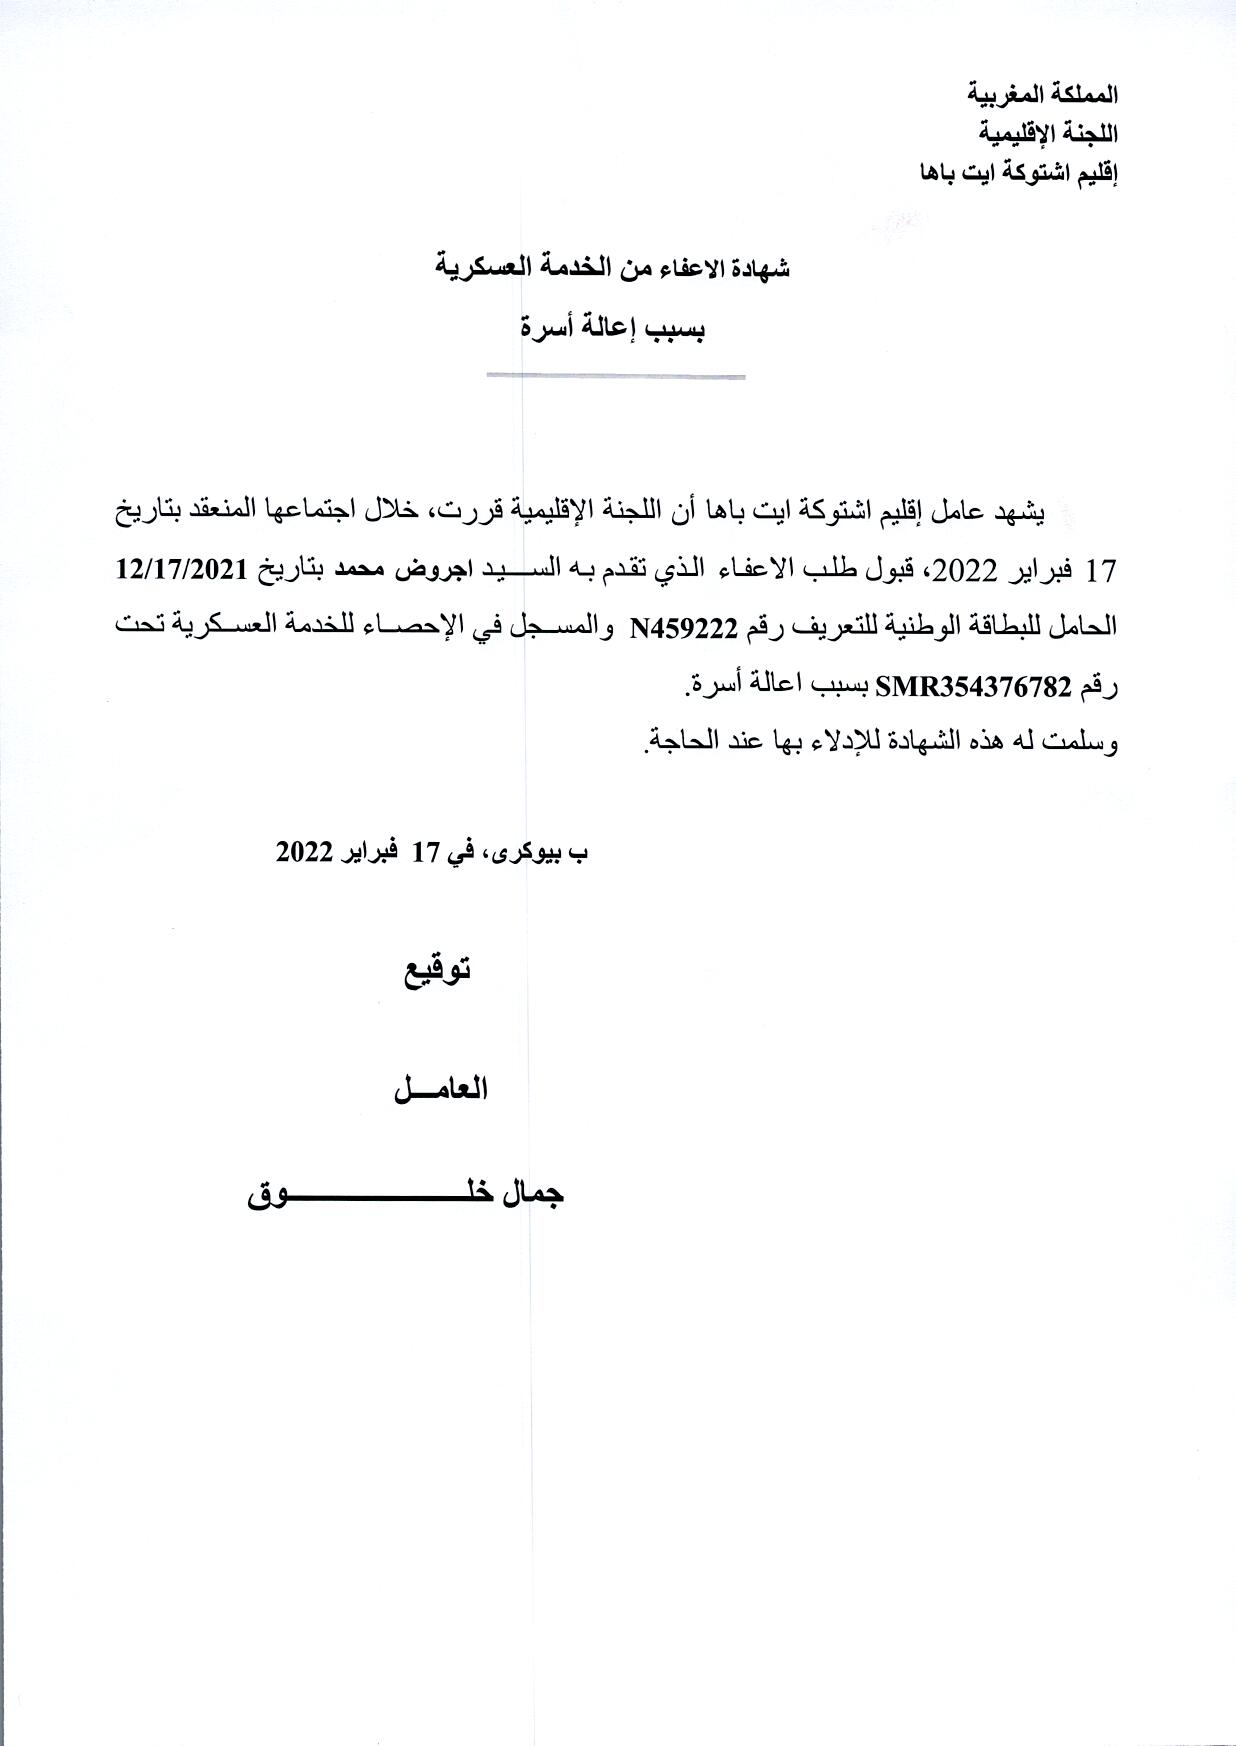 المملكة المغربية
اللجنة الإقليمية
إقليم اشتوكة ايت باها
شهادة الاعفاء من الخدمة العسكرية
بسبب إعالة أسرة
يشهد عامل إقليم اشتوكة ايت باها أن اللجنة الإقليمية قررت، خلال اجتماعها المنعقد بتاريخ
17 فبراير 2022، قبول طلب الاعفاء الذي تقدم به الســـيد اجروض محمد بتاريخ 12/17/2021
الحامل للبطاقة الوطنية للتعريف رقم N459222 والمسجل في الإحصاء للخدمة العسكرية تحت
رقم SMR354376782 بسبب اعالة أسرة.
وسلمت له هذه الشهادة للإدلاء بها عند الحاجة.
ب بيوكرى، في 17 فبراير 2022
توقيع
العامـــل
جمال خلـــــــــــــــــوق